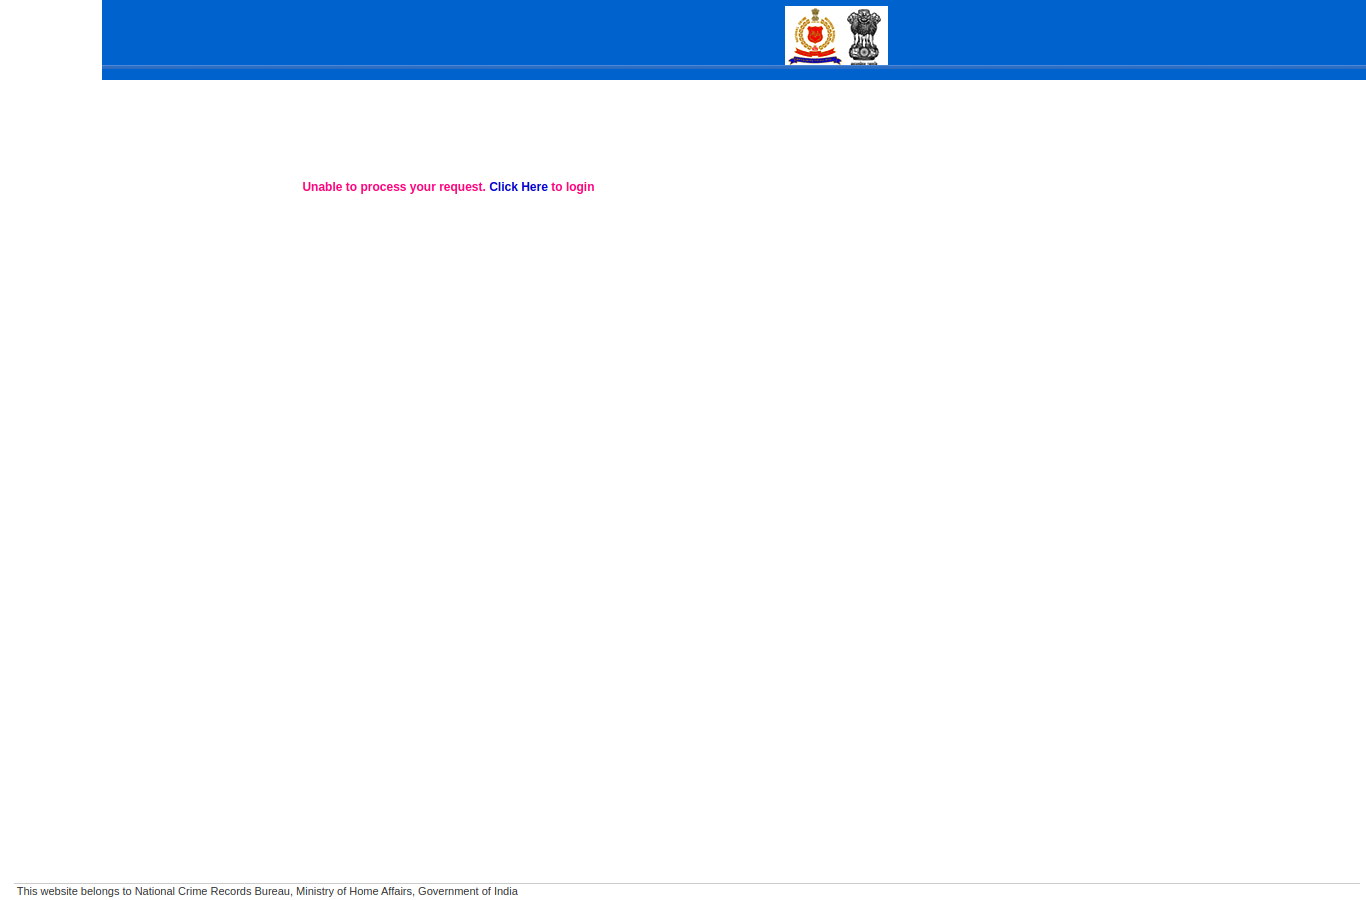 Unable to process your request. Click Here to login
This website belongs to National Crime Records Bureau, Ministry of Home Affairs, Government of India